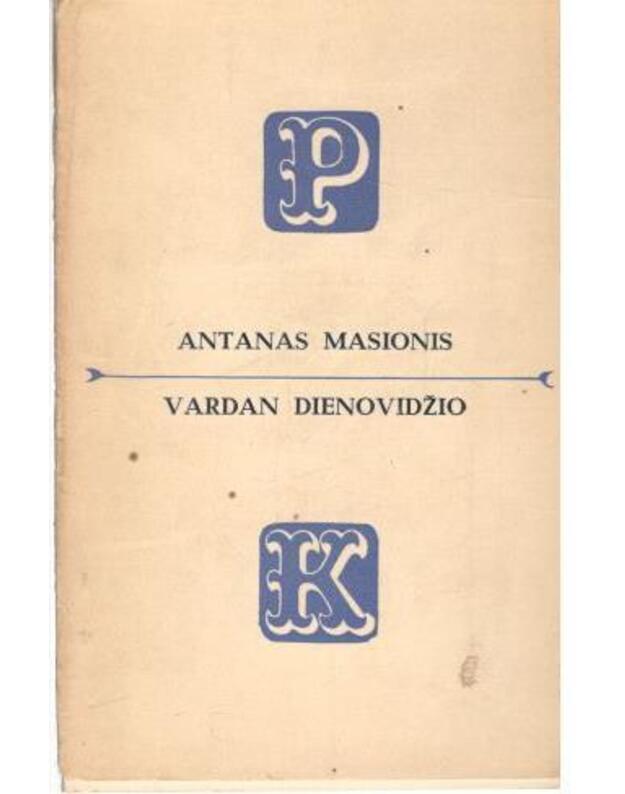 P
ANTANAS MASIONIS
VARDAN DIENOVIDŽIO
K